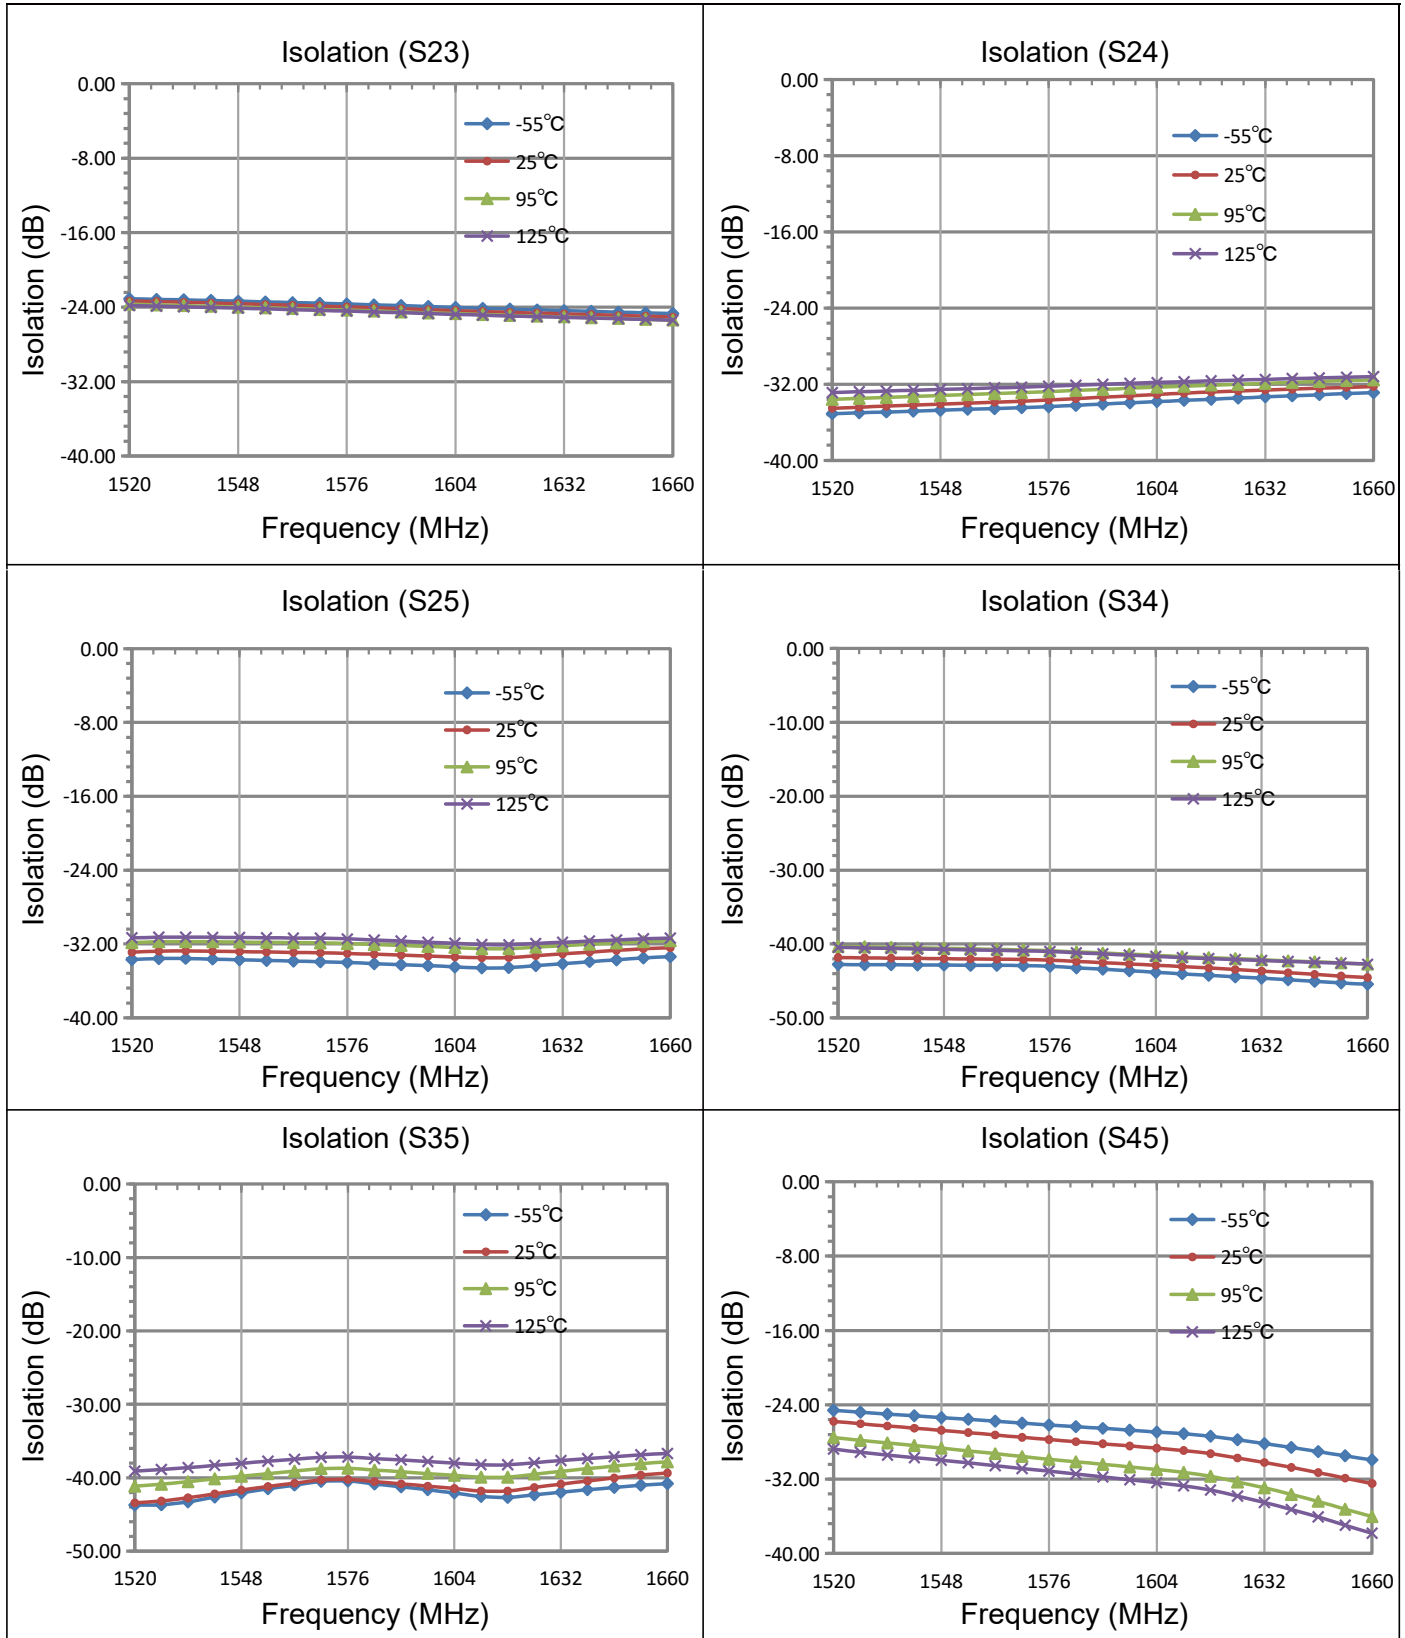 Isolation (S23)
0.00
-8.00
-16.00
-24.00
-32.00
-40.00
Isolation (dB)
-55°C
25°C
95°C
125°C
1520 1548 1576 1604 1632 1660
Frequency (MHz)
Isolation (S24)
0.00
-8.00
-16.00
-24.00
-32.00
-40.00
Isolation (dB)
-55°C
25°C
95°C
125°C
1520 1548 1576 1604 1632 1660
Frequency (MHz)
Isolation (S25)
0.00
-8.00
-16.00
-24.00
-32.00
-40.00
Isolation (dB)
-55°C
25°C
95°C
125°C
1520 1548 1576 1604 1632 1660
Frequency (MHz)
Isolation (S34)
0.00
-10.00
-20.00
-30.00
-40.00
-50.00
Isolation (dB)
-55°C
25°C
95°C
125°C
1520 1548 1576 1604 1632 1660
Frequency (MHz)
Isolation (S35)
0.00
-10.00
-20.00
-30.00
-40.00
-50.00
Isolation (dB)
-55°C
25°C
95°C
125°C
1520 1548 1576 1604 1632 1660
Frequency (MHz)
Isolation (S45)
0.00
-8.00
-16.00
-24.00
-32.00
-40.00
Isolation (dB)
-55°C
25°C
95°C
125°C
1520 1548 1576 1604 1632 1660
Frequency (MHz)